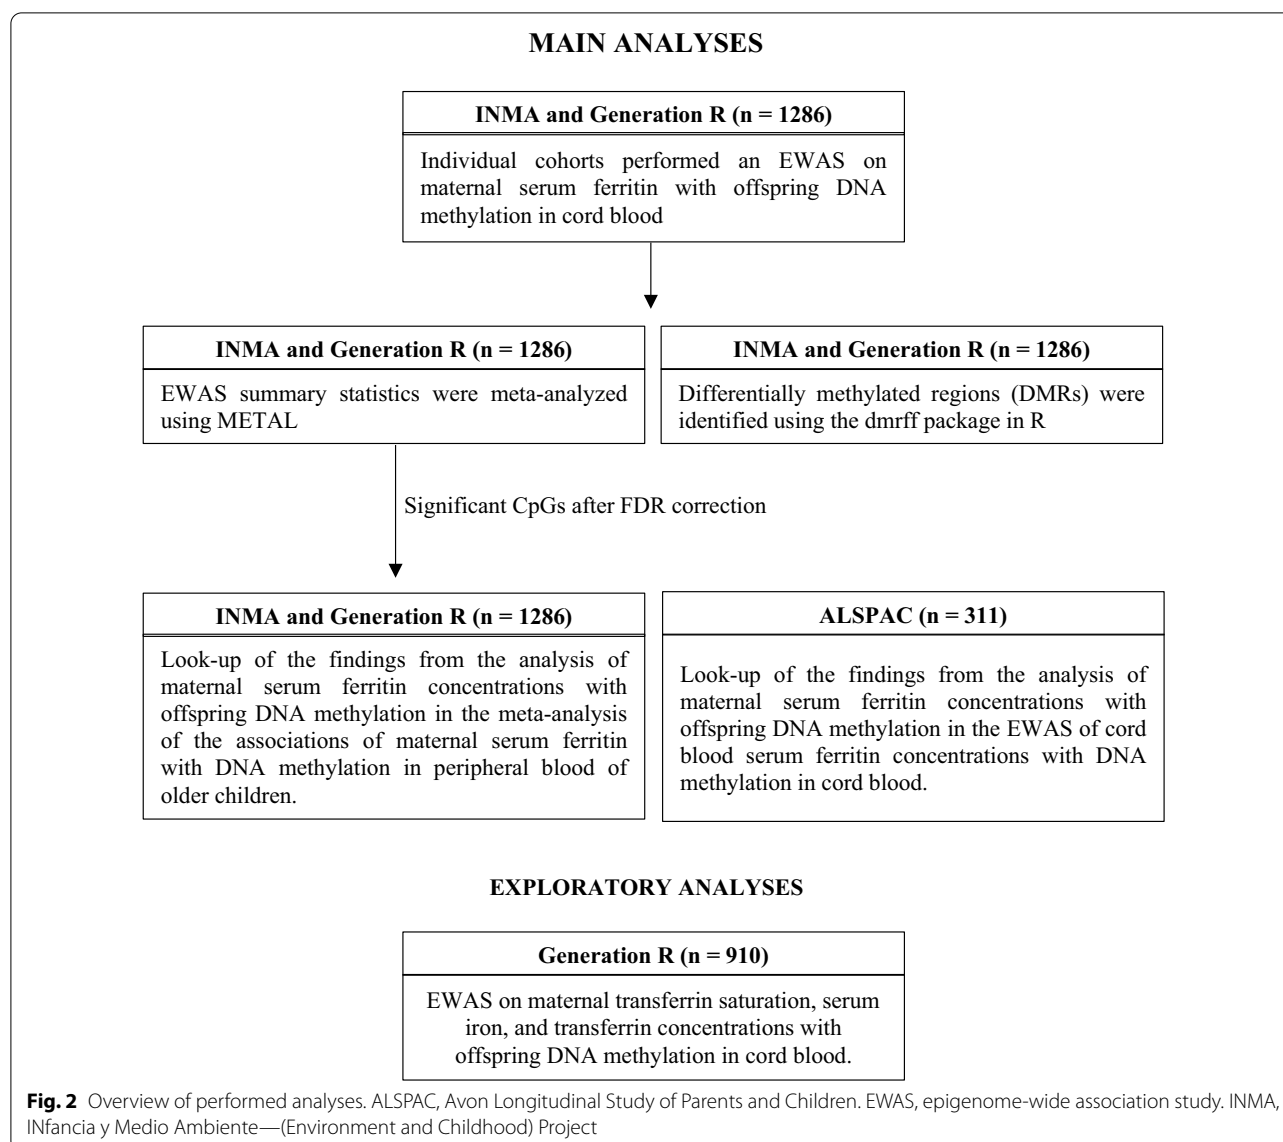 MAIN ANALYSES
INMA and Generation R (n = 1286)
Individual cohorts performed an EWAS on
maternal serum ferritin with offspring DNA
methylation in cord blood
INMA and Generation R (n = 1286)
EWAS summary statistics were meta-analyzed
using METAL
INMA and Generation R (n = 1286)
Differentially methylated regions (DMRs) were
identified using the dmrff package in R
Significant CpGs after FDR correction
INMA and Generation R (n = 1286)
Look-up of the findings from the analysis of
maternal serum ferritin concentrations with
offspring DNA methylation in the meta-analysis
of the associations of maternal serum ferritin
with DNA methylation in peripheral blood of
older children.
ALSPAC (n = 311)
Look-up of the findings from the analysis of
maternal serum ferritin concentrations with
offspring DNA methylation in the EWAS of cord
blood serum ferritin concentrations with DNA
methylation in cord blood.
EXPLORATORY ANALYSES
Generation R (n = 910)
EWAS on maternal transferrin saturation, serum
iron, and transferrin concentrations with
offspring DNA methylation in cord blood.
Fig. 2 Overview of performed analyses. ALSPAC, Avon Longitudinal Study of Parents and Children. EWAS, epigenome-wide association study. INMA,
INfancia y Medio Ambiente—(Environment and Childhood) Project